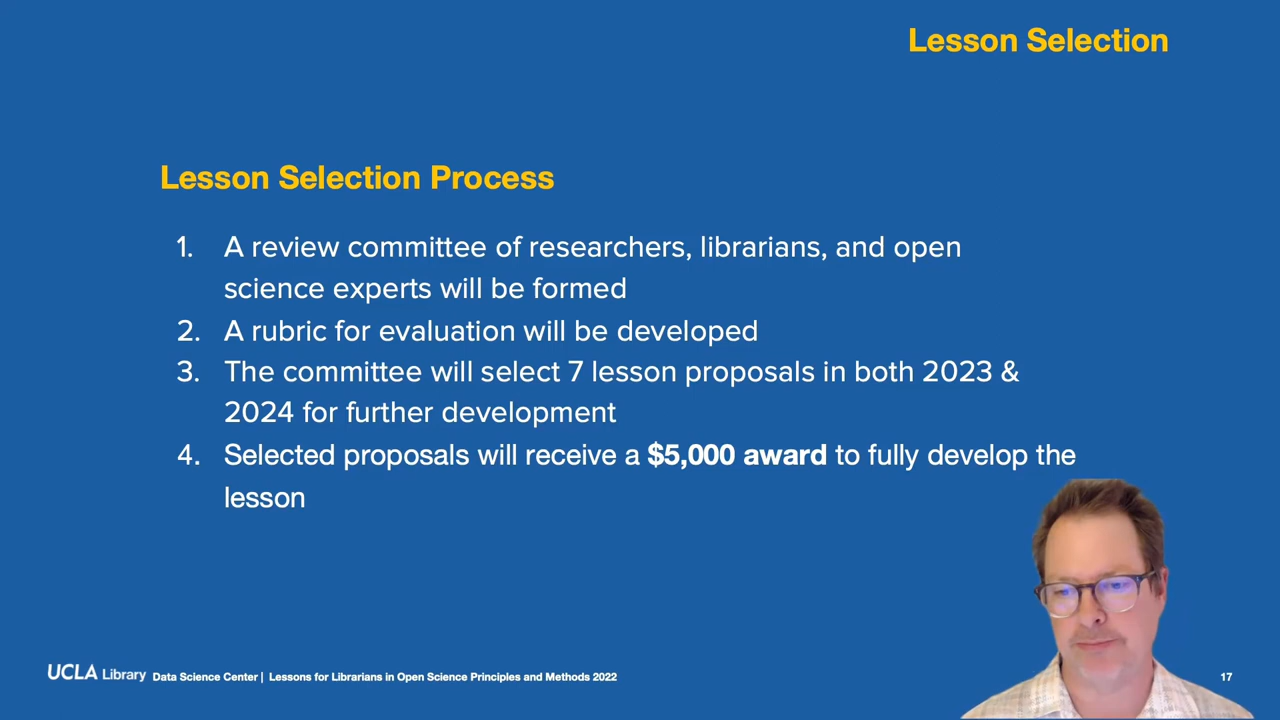 Lesson Selection
Lesson Selection Process
1. A review committee of researchers, librarians, and open
science experts will be formed
2. A rubric for evaluation will be developed
3. The committee will select 7 lesson proposals in both 2023 &
2024 for further development
4. Selected proposals will receive a $5,000 award to fully develop the
lesson
UCLA Library Data Science Center | Lessons for Librarians in Open Science Principles and Methods 2022
17